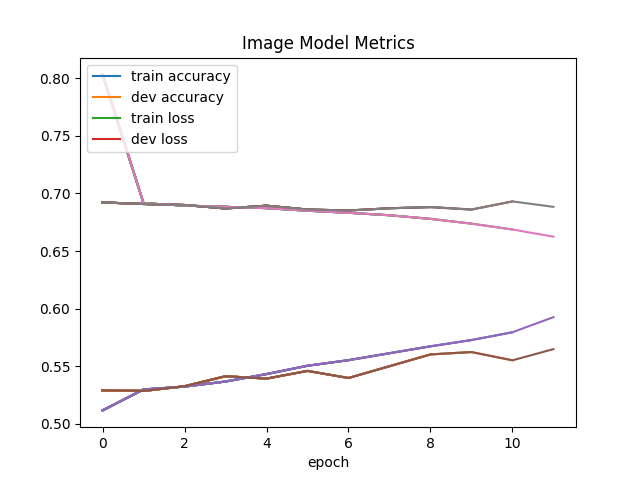 Image Model Metrics
train accuracy
dev accuracy
train loss
dev loss
0.80
0.75
0.70
0.65
0.60
0.55
0.50
0 2 4 6 8 10
epoch